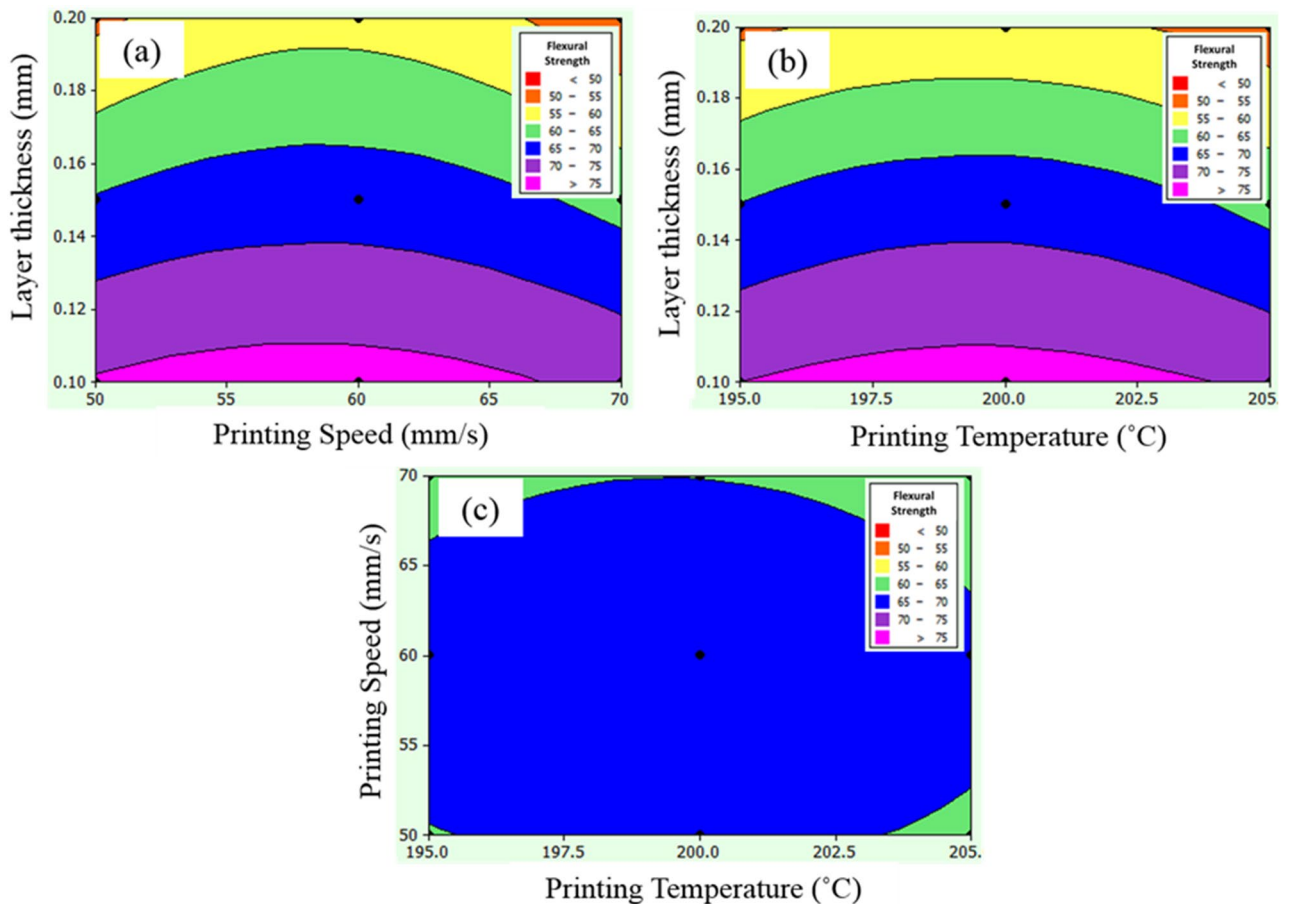 (a)
Layer thickness (mm)
0.20
0.18
0.16
0.14
0.12
0.10
50
55
60
65
70
Printing Speed (mm/s)
Flexural
Strength
< 50
50 – 55
55 – 60
60 – 65
65 – 70
70 – 75
> 75
(b)
Layer thickness (mm)
0.20
0.18
0.16
0.14
0.12
0.10
195.0
197.5
200.0
202.5
205.
Printing Temperature (˚C)
Flexural
Strength
< 50
50 – 55
55 – 60
60 – 65
65 – 70
70 – 75
> 75
(c)
Printing Speed (mm/s)
70
65
60
55
50
195.0
197.5
200.0
202.5
205.
Printing Temperature (˚C)
Flexural
Strength
< 50
50 – 55
55 – 60
60 – 65
65 – 70
70 – 75
> 75